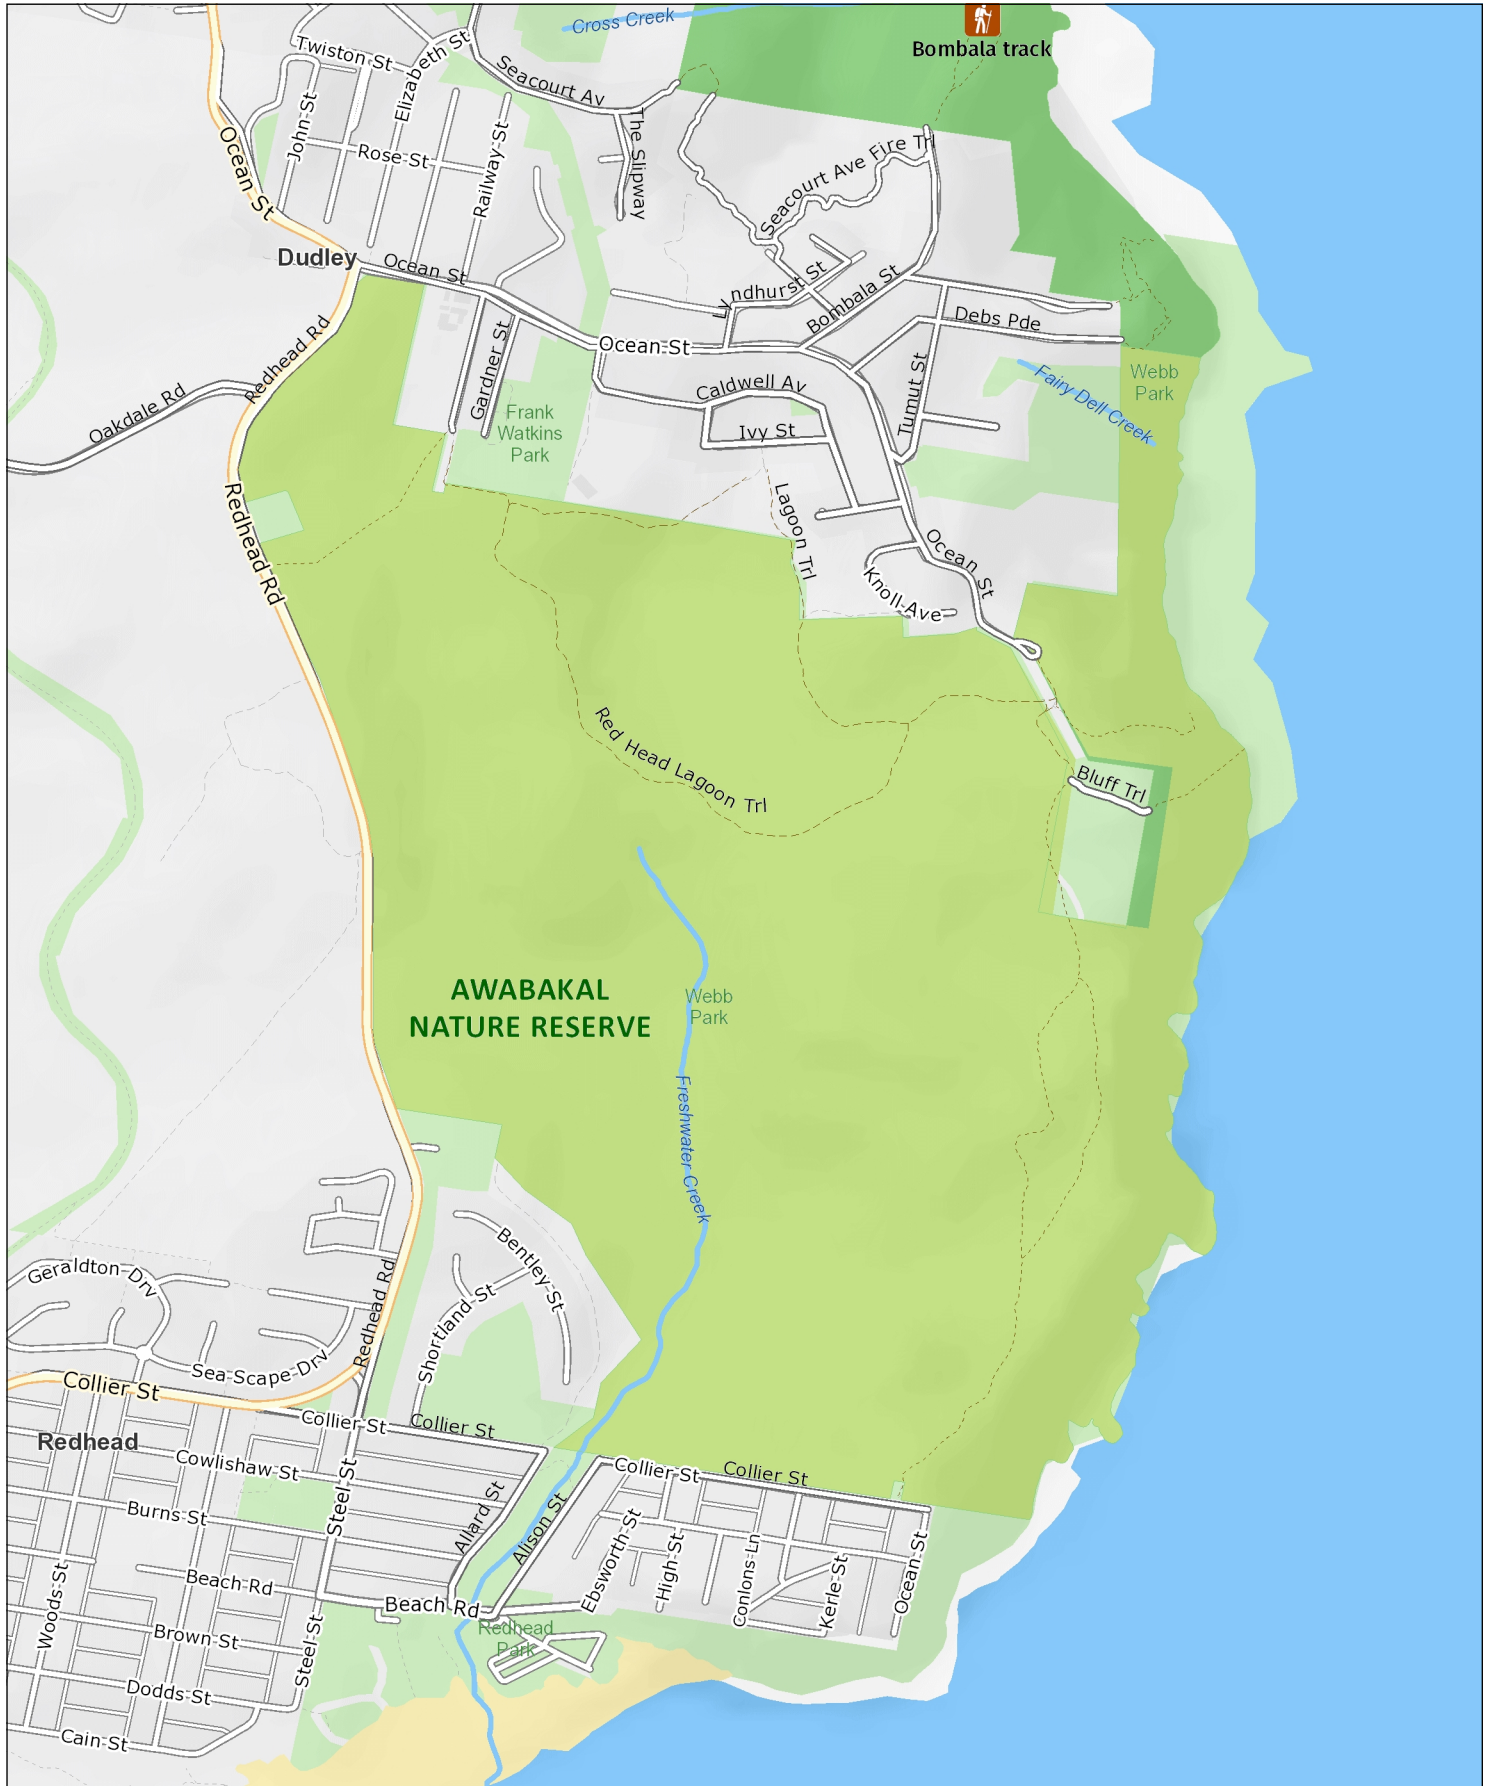 Cross Creek
Bombala track
Twiston St
Elizabeth St
Seacourt Av
John St
The Slipway
Rose St
Railway St
Ocean St
Seacourt Ave Fire Trl
Dudley
Ocean St
Lyndhurst St
Bombala St
Debs Pde
Redhead Rd
Gardner St
Ocean St
Caldwell Av
Tumut St
Fairy Dell Creek
Webb
Park
Oakdale Rd
Frank
Watkins
Park
Ivy St
Redhead Rd
Lagoon Trl
Ocean St
Knoll Ave
Red Head Lagoon Trl
Bluff Trl
AWABAKAL
NATURE RESERVE
Webb
Park
Freshwater Creek
Bentley St
Geraldton Drv
Shortland St
Redhead Rd
Sea Scape Drv
Collier St
Collier St
Collier St
Redhead
Cowlishaw St
Collier St
Collier St
Steel St
Burns St
Allard St
Alison St
Ebsworth St
High St
Conlons Ln
Kerle St
Ocean St
Woods St
Beach Rd
Beach Rd
Redhead
Park
Brown St
Steel St
Dodds St
Cain St